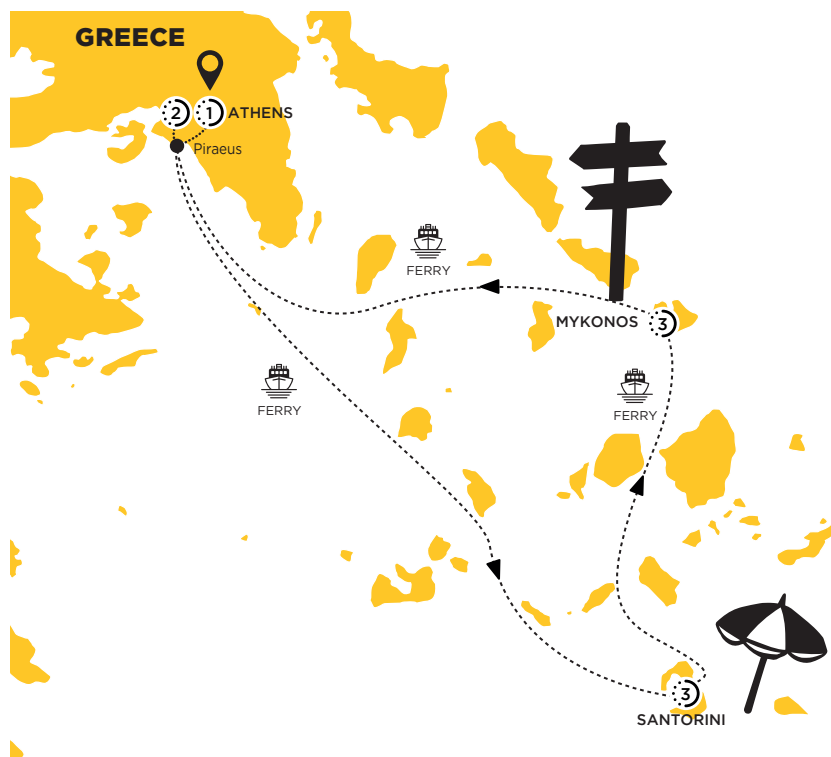 GREECE
2 1 ATHENS
Piraeus
FERRY
MYKONOS 3
FERRY
FERRY
3
SANTORINI